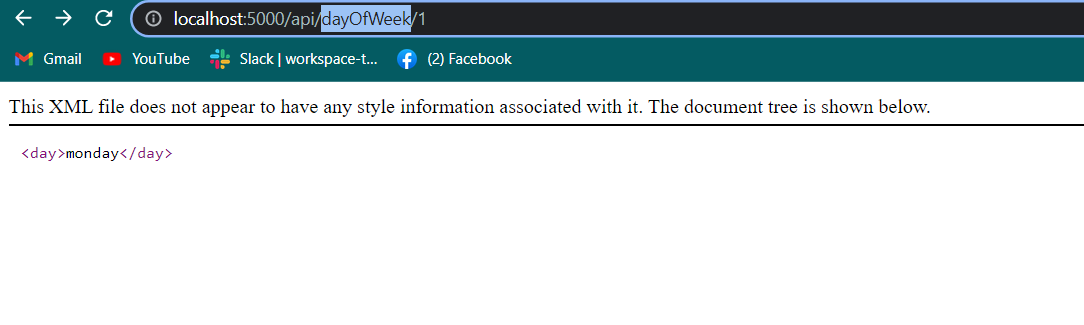 localhost:5000/api/dayOfWeek/1
Gmail YouTube Slack | workspace-t... (2) Facebook
This XML file does not appear to have any style information associated with it. The document tree is shown below.
<day>monday</day>